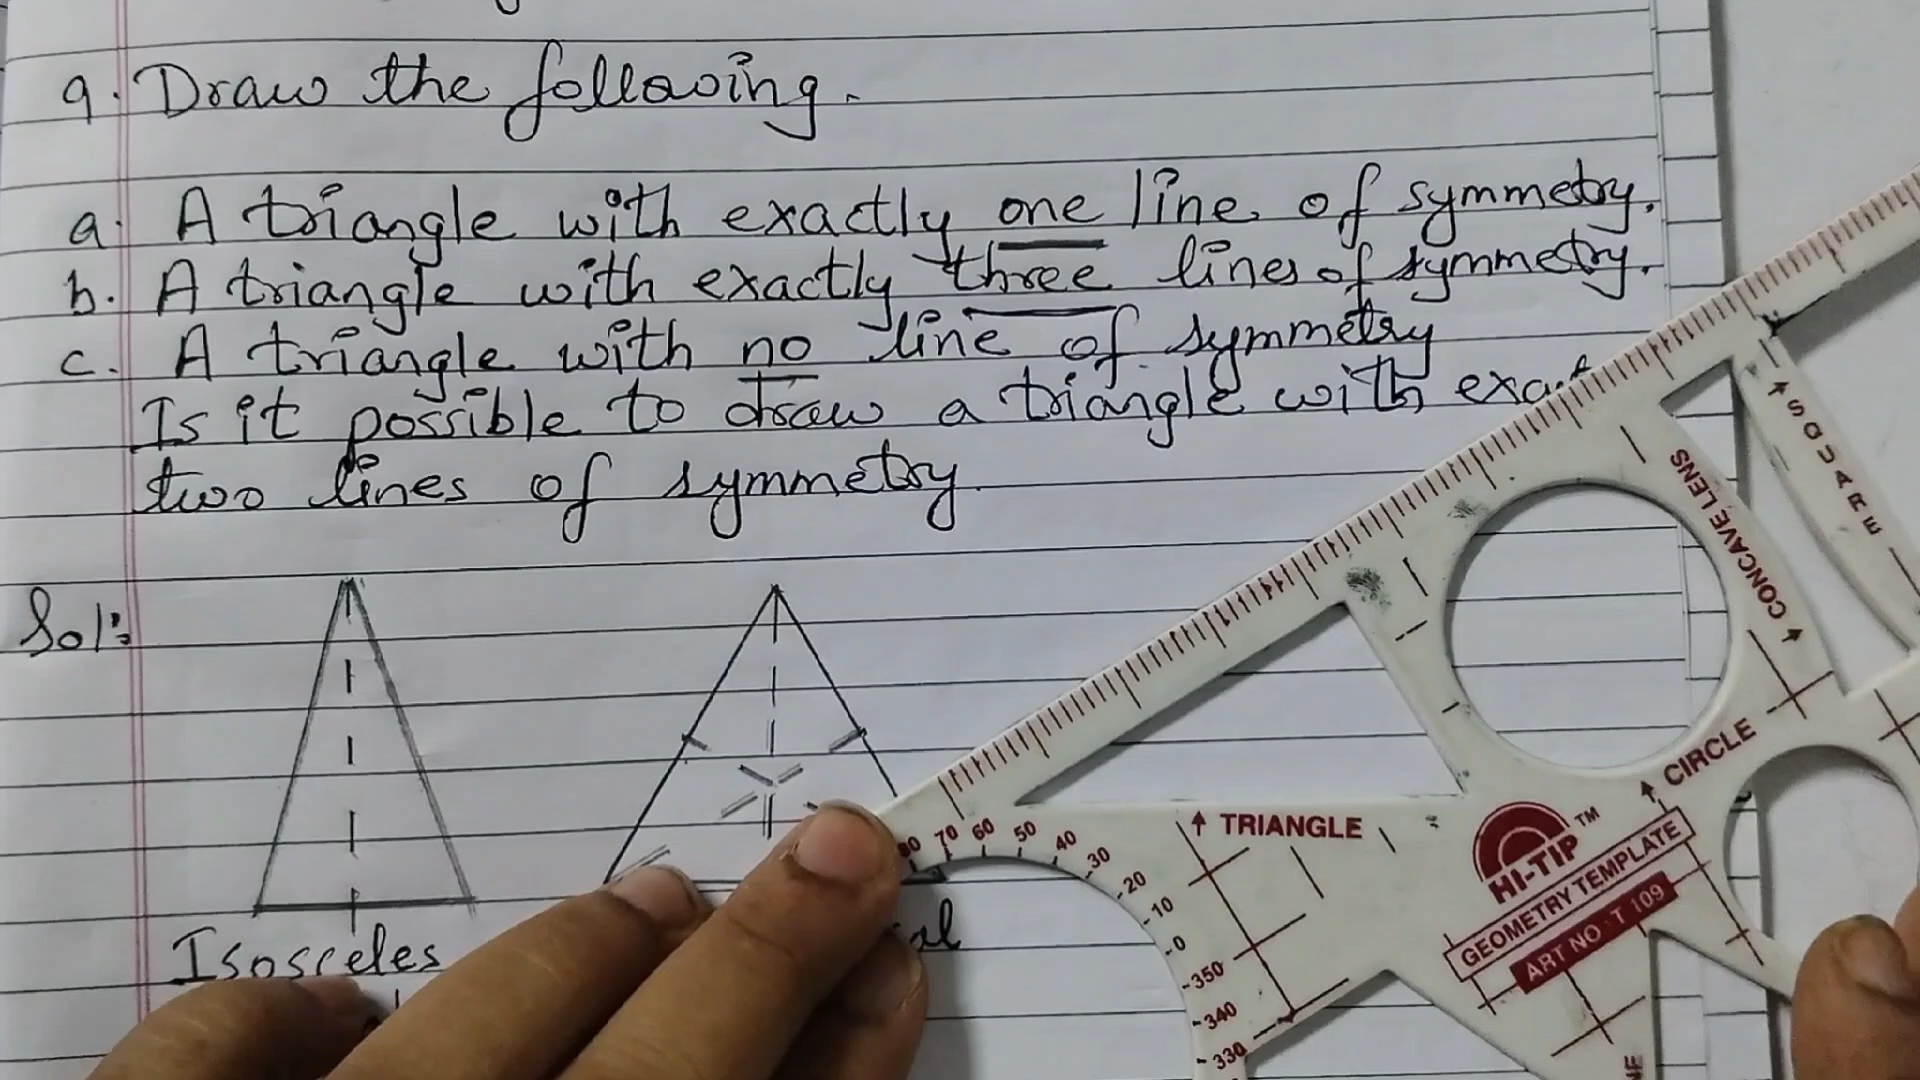 9. Draw the following.
a. A triangle with exactly one line of symmetry.
b. A triangle with exactly three lines of symmetry.
c. A triangle with no line of symmetry
Is it possible to draw a triangle with
two lines of symmetry.
Sol:
Isosceles
SQUARE
CONCAVE LENS
CIRCLE
TRIANGLE
HI-TIP TM
GEOMETRY TEMPLATE
ART NO : T 109
80 70 60 50 40 30 20 10 0 350 340 330